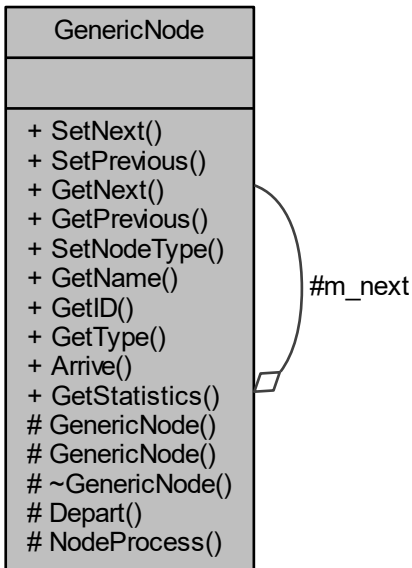 GenericNode
+ SetNext()
+ SetPrevious()
+ GetNext()
+ GetPrevious()
+ SetNodeType()
+ GetName()
+ GetID()
+ GetType()
+ Arrive()
+ GetStatistics()
# GenericNode()
# GenericNode()
# ~GenericNode()
# Depart()
# NodeProcess()
#m_next